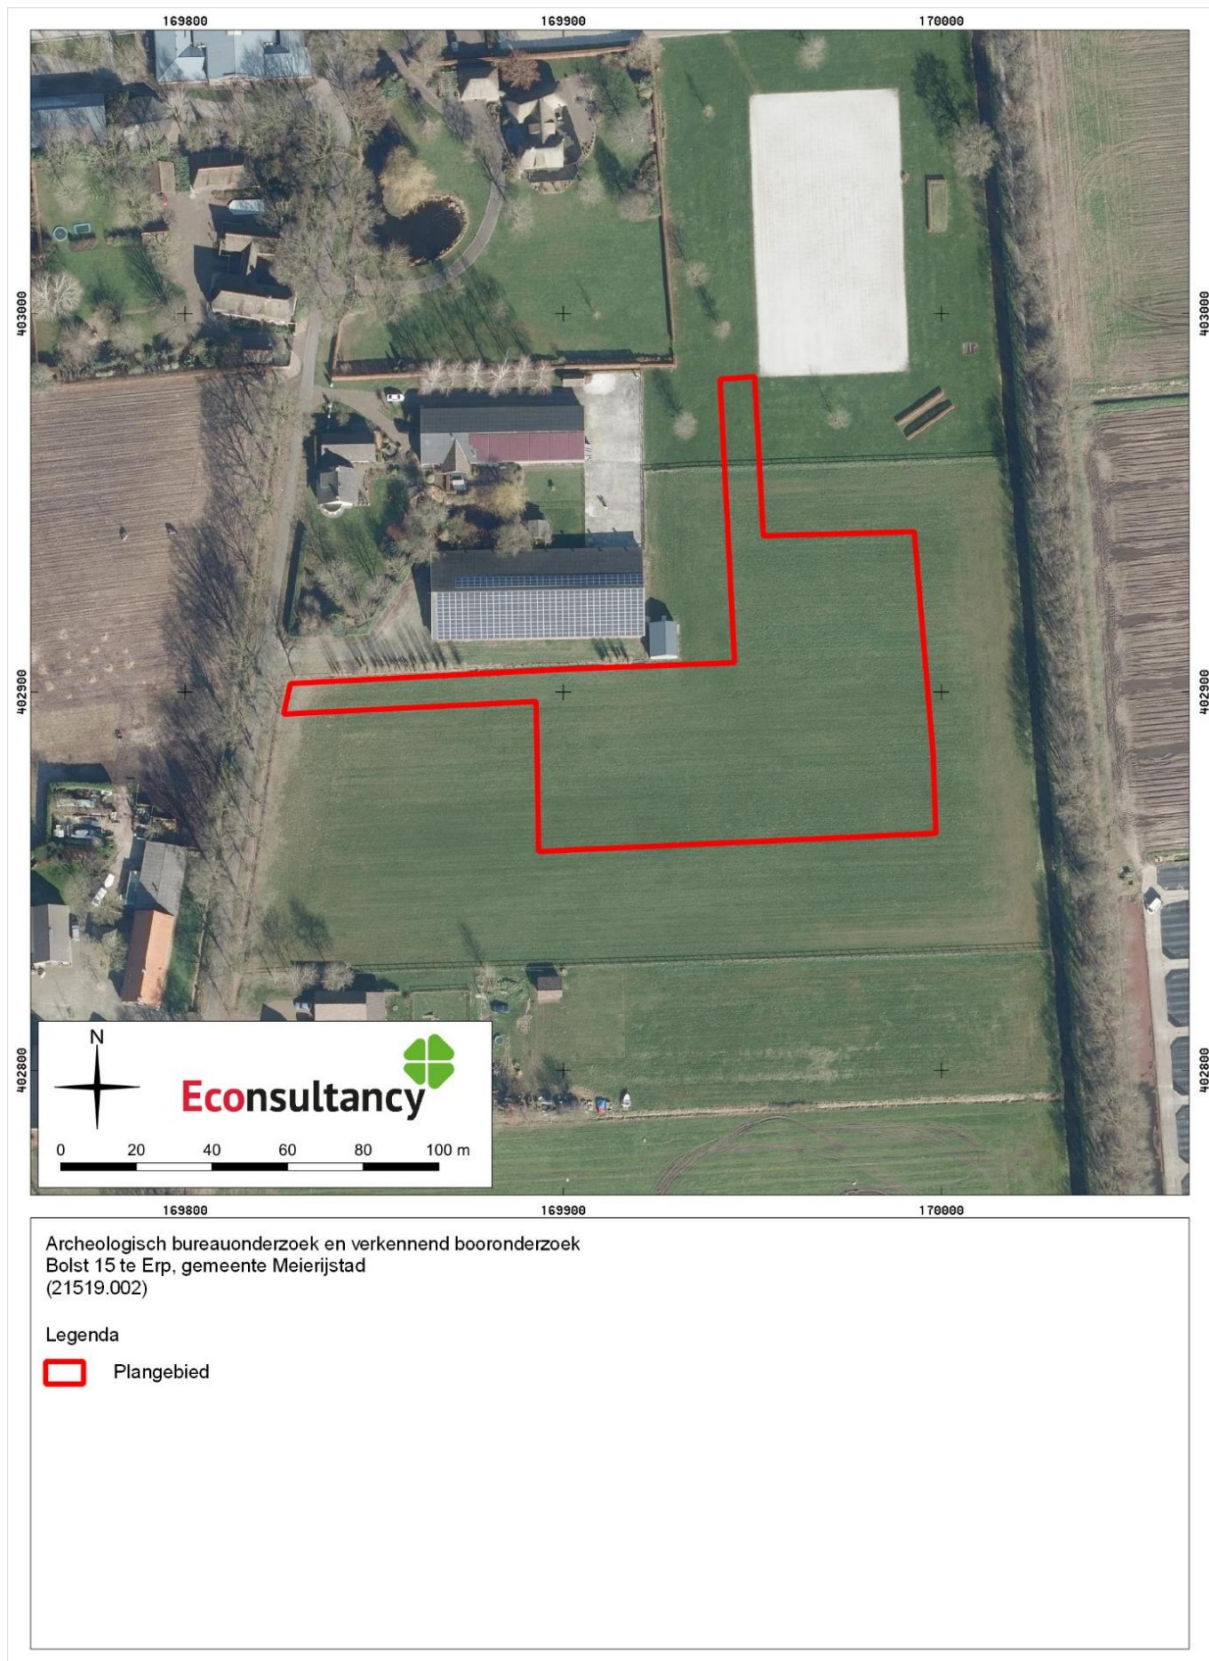 169800 169900 170000
403000 403000
402900 402900
402800 402800
N
Econsultancy
0 20 40 60 80 100 m
169800 169900 170000
Archeologisch bureauonderzoek en verkennend booronderzoek
Bolst 15 te Erp, gemeente Meierijstad
(21519.002)
Legenda
Plangebied